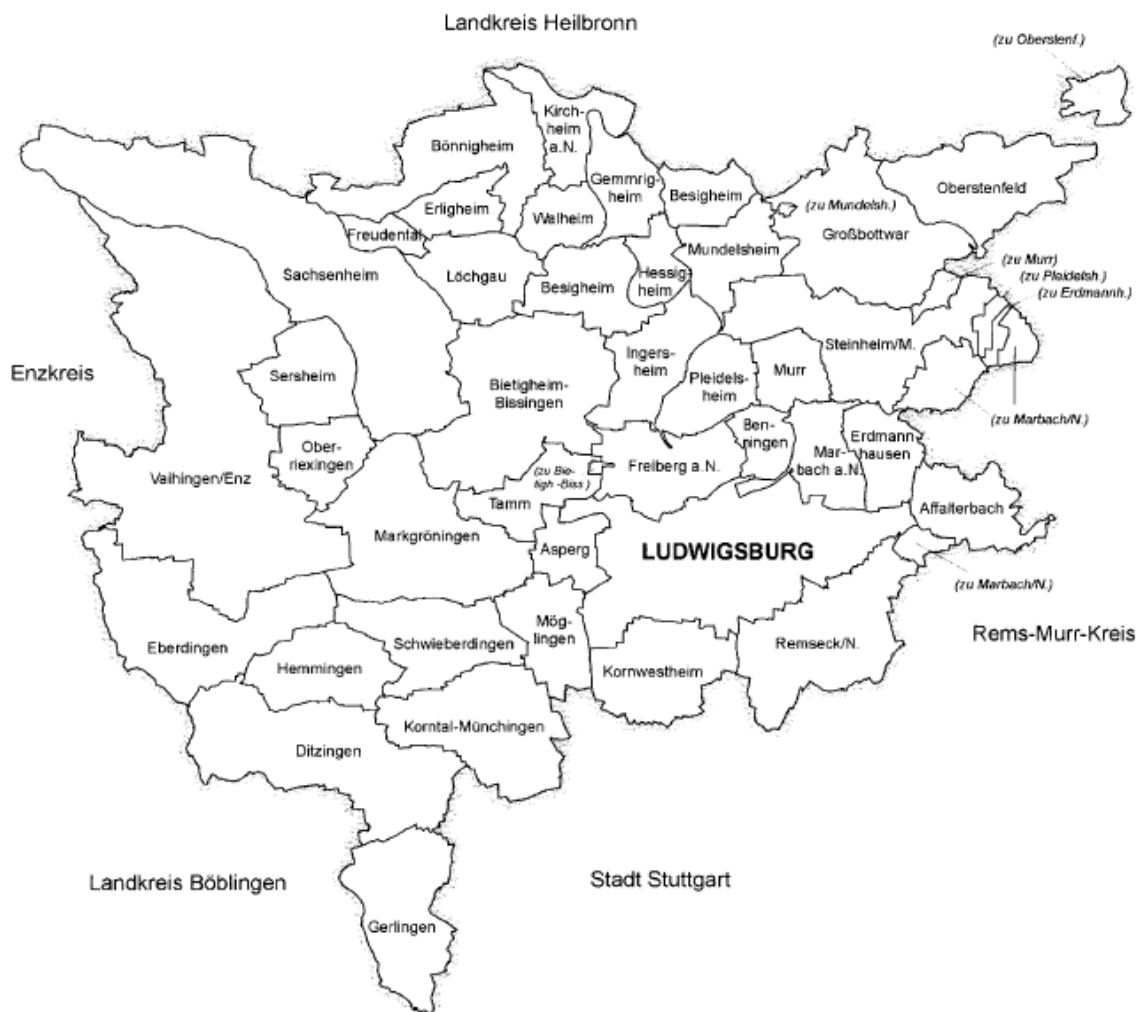 Landkreis Heilbronn
(zu Oberstenf.)
Kirch-
heim
a.N.
Bönnigheim
Gemmrig-
heim
Besigheim
Oberstenfeld
Erligheim
(zu Mundelsh.)
Walheim
Freudental
Großbottwar
Mundelsheim
Sachsenheim
Löchgau
Besigheim
Hessig-
heim
(zu Murr)
(zu Pleidelsh.)
(zu Erdmannh.)
Enzkreis
Sersheim
Bietigheim-
Bissingen
Ingers-
heim
Pleidels-
heim
Murr
Steinheim/M.
(zu Marbach/N.)
Ober-
riexingen
Vaihingen/Enz
(zu Bie-
tigh -Biss.)
Freiberg a.N.
Ben-
ningen
Mar-
bach a.N.
Erdmann
hausen
Tamm
Affalterbach
Markgröningen
Asperg
LUDWIGSBURG
(zu Marbach/N.)
Eberdingen
Hemmingen
Schwieberdingen
Mög-
lingen
Kornwestheim
Remseck/N.
Rems-Murr-Kreis
Ditzingen
Korntal-Münchingen
Landkreis Böblingen
Stadt Stuttgart
Gerlingen